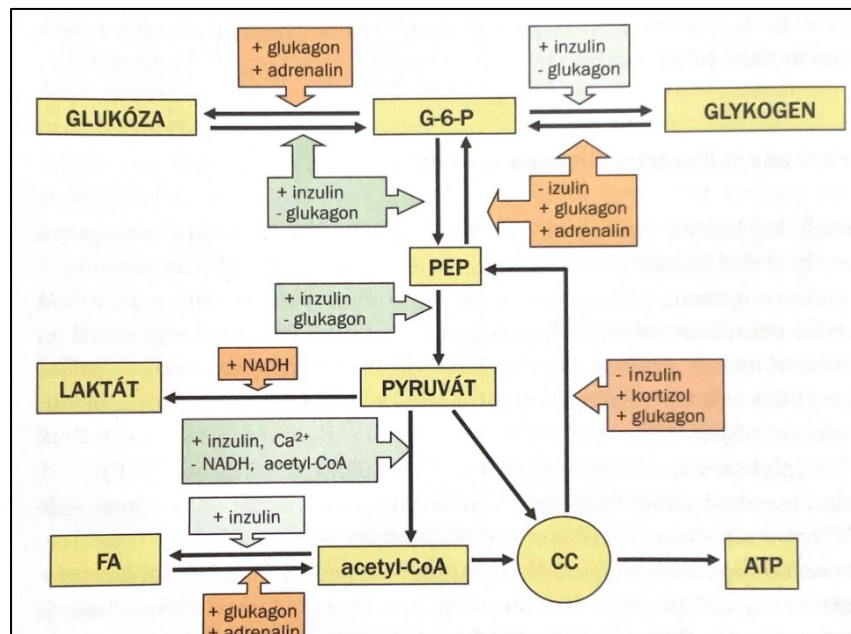 + glukagon
+ adrenalin
+ inzulin
- glukagon
GLUKÓZA
G-6-P
GLYKOGEN
+ inzulin
- glukagon
- izulin
+ glukagon
+ adrenalin
PEP
+ inzulin
- glukagon
+ NADH
LAKTÁT
PYRUVÁT
- Inzulin
+ kortizol
+ glukagon
+ inzulin, Ca²⁺
- NADH, acetyl-CoA
+ inzulin
FA
acetyl-CoA
CC
ATP
+ glukagon
+ adrenalin